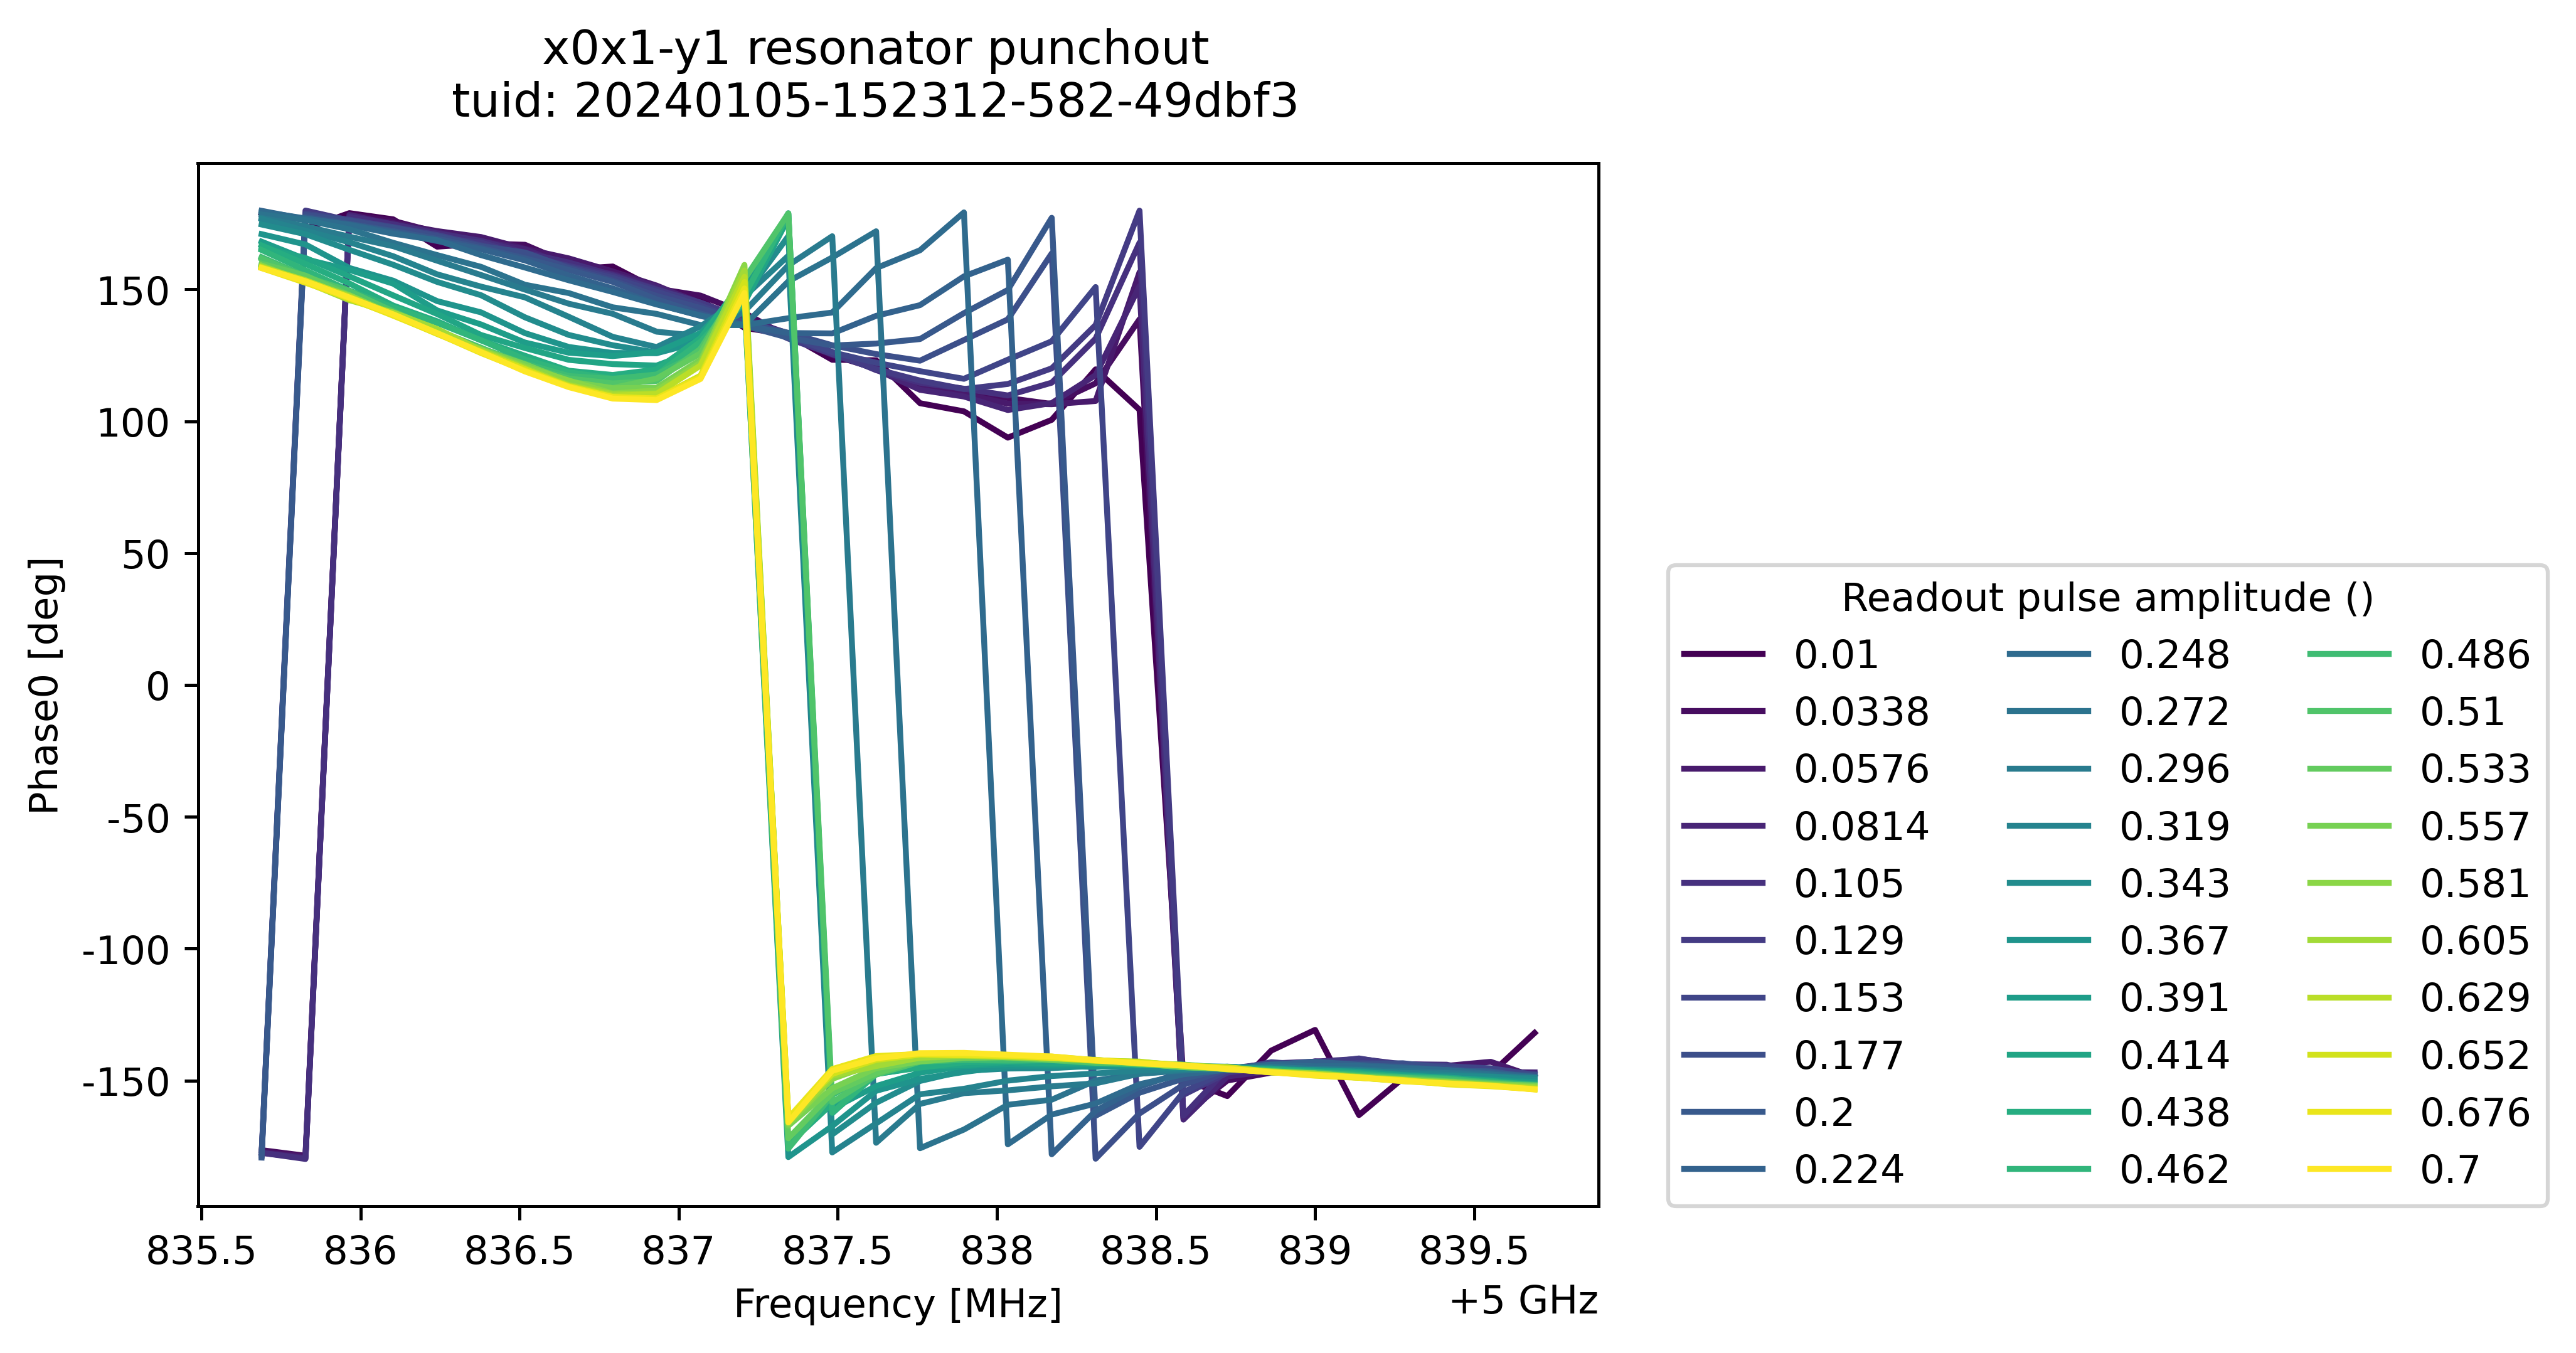 x0x1-y1 resonator punchout
tuid: 20240105-152312-582-49dbf3
Phase0 [deg]
150
100
50
0
-50
-100
-150
835.5 836 836.5 837 837.5 838 838.5 839 839.5
Frequency [MHz]
+5 GHz
Readout pulse amplitude ()
0.01 0.248 0.486
0.0338 0.272 0.51
0.0576 0.296 0.533
0.0814 0.319 0.557
0.105 0.343 0.581
0.129 0.367 0.605
0.153 0.391 0.629
0.177 0.414 0.652
0.2 0.438 0.676
0.224 0.462 0.7